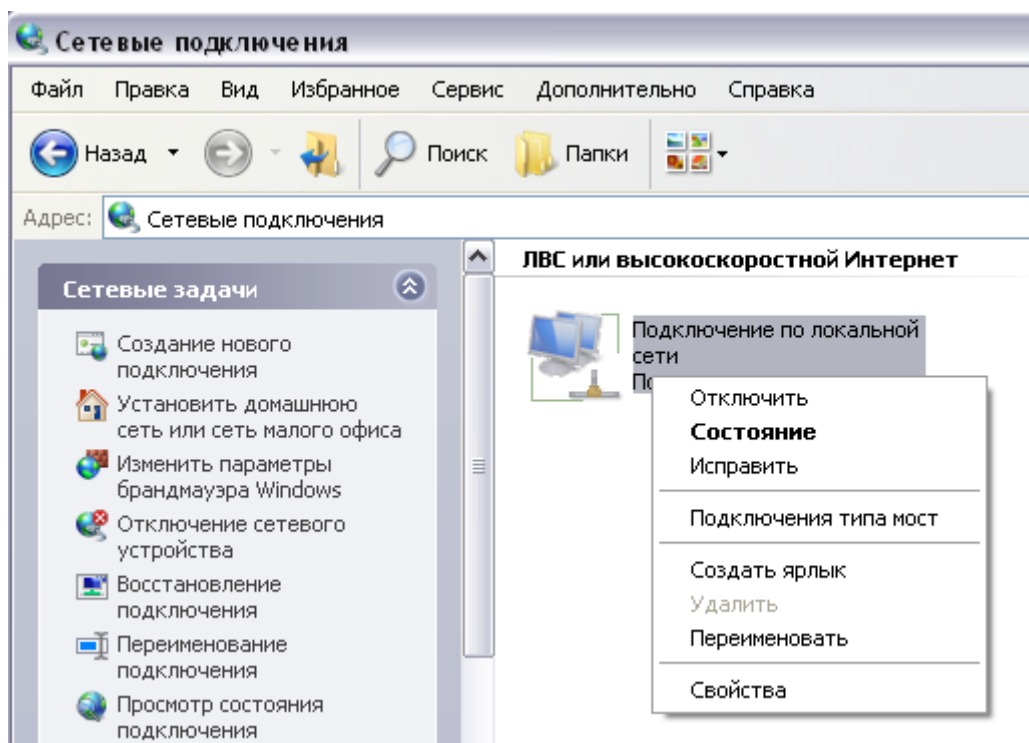 Сетевые подключения
Файл Правка Вид Избранное Сервис Дополнительно Справка
Назад Поиск Папки
Адрес: Сетевые подключения
Сетевые задачи
Создание нового
подключения
Установить домашнюю
сеть или сеть малого офиса
Изменить параметры
брандмауэра Windows
Отключение сетевого
устройства
Восстановление
подключения
Переименование
подключения
Просмотр состояния
подключения
ЛВС или высокоскоростной Интернет
Подключение по локальной
сети
Отключить
Состояние
Исправить
Подключения типа мост
Создать ярлык
Удалить
Переименовать
Свойства